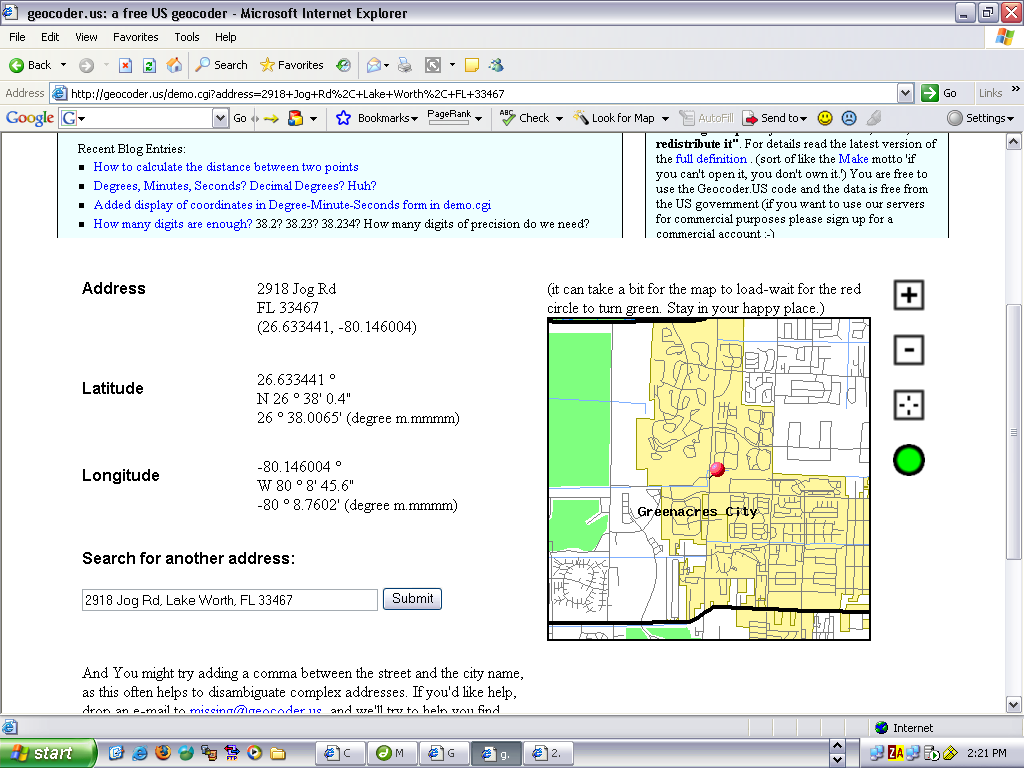 geocoder.us: a free US geocoder - Microsoft Internet Explorer
File Edit View Favorites Tools Help
Back Search Favorites
Address http://geocoder.us/demo.cgi?address=2918+Jog+Rd%2C+Lake+Worth%2C+FL+33467 Go Links »
Google G Go Bookmarks PageRank ABC Check Look for Map AutoFill Send to Settings
Recent Blog Entries:
How to calculate the distance between two points
Degrees, Minutes, Seconds? Decimal Degrees? Huh?
Added display of coordinates in Degree-Minute-Seconds form in demo.cgi
How many digits are enough? 38.2? 38.23? 38.234? How many digits of precision do we need?
redistribute it". For details read the latest version of
the full definition . (sort of like the Make motto 'if
you can't open it, you don't own it.') You are free to
use the Geocoder.US code and the data is free from
the US government (if you want to use our servers
for commercial purposes please sign up for a
commercial account :-)
Address
2918 Jog Rd
FL 33467
(26.633441, -80.146004)
Latitude
26.633441 °
N 26 ° 38' 0.4"
26 ° 38.0065' (degree m.mmmm)
Longitude
-80.146004 °
W 80 ° 8' 45.6"
-80 ° 8.7602' (degree m.mmmm)
(it can take a bit for the map to load-wait for the red
circle to turn green. Stay in your happy place.)
+
-
Greenacres City
Search for another address:
2918 Jog Rd, Lake Worth, FL 33467 Submit
And You might try adding a comma between the street and the city name,
as this often helps to disambiguate complex addresses. If you'd like help,
drop an e-mail to missing@geocoder.us, and we'll try to help you find
Internet
start C M G g. 2. ZA 2:21 PM